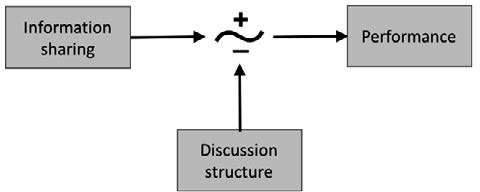 Information
sharing
+
−
Performance
Discussion
structure